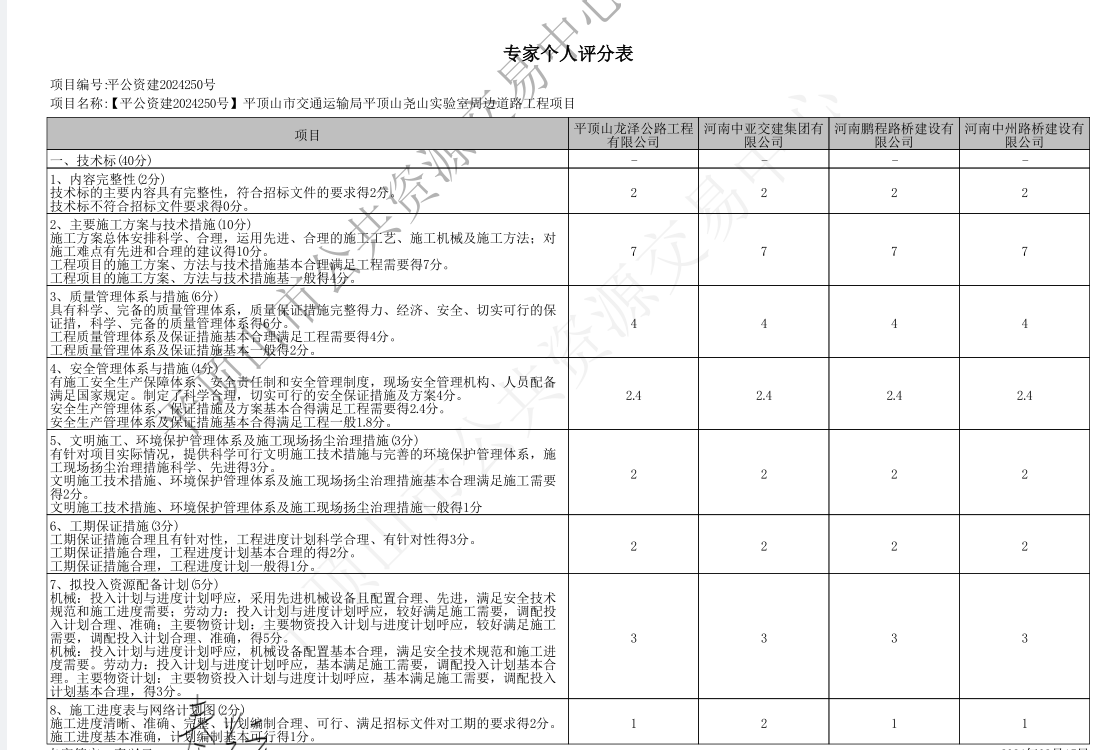 专家个人评分表
项目编号:平公资建2024250号
项目名称:【平公资建2024250号】平顶山市交通运输局平顶山尧山实验室周边道路工程项目
项目 平顶山龙泽公路工程有限公司 河南中亚交建集团有限公司 河南鹏程路桥建设有限公司 河南中州路桥建设有限公司
一、技术标(40分) – – – –
1、内容完整性(2分)
技术标的主要内容具有完整性，符合招标文件的要求得2分。
技术标不符合招标文件要求得0分。
2 2 2 2
2、主要施工方案与技术措施(10分)
施工方案总体安排科学、合理，运用先进、合理的施工工艺、施工机械及施工方法；对
施工难点有先进和合理的建议得10分。
工程项目的施工方案、方法与技术措施基本合理满足工程需要得7分。
工程项目的施工方案、方法与技术措施基一般得4分。
7 7 7 7
3、质量管理体系与措施(6分)
具有科学、完备的质量管理体系，质量保证措施完整得力、经济、安全、切实可行的保
证措，科学、完备的质量管理体系得6分。
工程质量管理体系及保证措施基本合理满足工程需要得4分。
工程质量管理体系及保证措施基本一般得2分。
4 4 4 4
4、安全管理体系与措施(4分)
有施工安全生产保障体系、安全责任制和安全管理制度，现场安全管理机构、人员配备
满足国家规定。制定了科学合理，切实可行的安全保证措施及方案4分。
安全生产管理体系、保证措施及方案基本合得满足工程需要得2.4分。
安全生产管理体系及保证措施基本合得满足工程一般1.8分。
2.4 2.4 2.4 2.4
5、文明施工、环境保护管理体系及施工现场扬尘治理措施(3分)
有针对项目实际情况，提供科学可行文明施工技术措施与完善的环境保护管理体系，施
工现场扬尘治理措施科学、先进得3分。
文明施工技术措施、环境保护管理体系及施工现场扬尘治理措施基本合理满足施工需要
得2分。
文明施工技术措施、环境保护管理体系及施工现场扬尘治理措施一般得1分
2 2 2 2
6、工期保证措施(3分)
工期保证措施合理且有针对性，工程进度计划科学合理、有针对性得3分。
工期保证措施合理，工程进度计划基本合理的得2分。
工期保证措施合理，工程进度计划一般得1分。
2 2 2 2
7、拟投入资源配备计划(5分)
机械：投入计划与进度计划呼应，采用先进机械设备且配置合理、先进，满足安全技术
规范和施工进度需要；劳动力：投入计划与进度计划呼应，较好满足施工需要，调配投
入计划合理、准确；主要物资计划：主要物资投入计划与进度计划呼应，较好满足施工
需要，调配投入计划合理、准确，得5分。
机械：投入计划与进度计划呼应，机械设备配置基本合理，满足安全技术规范和施工进
度需要。劳动力：投入计划与进度计划呼应，基本满足施工需要，调配投入计划基本合
理。主要物资计划：主要物资投入计划与进度计划呼应，基本满足施工需要，调配投入
计划基本合理，得3分。
3 3 3 3
8、施工进度表与网络计划图(2分)
施工进度清晰、准确、完整、计划编制合理、可行、满足招标文件对工期的要求得2分。
施工进度基本准确，计划编制基本可行得1分。
1 2 1 1
平顶山市公共资源交易中心
平顶山市公共资源交易中心